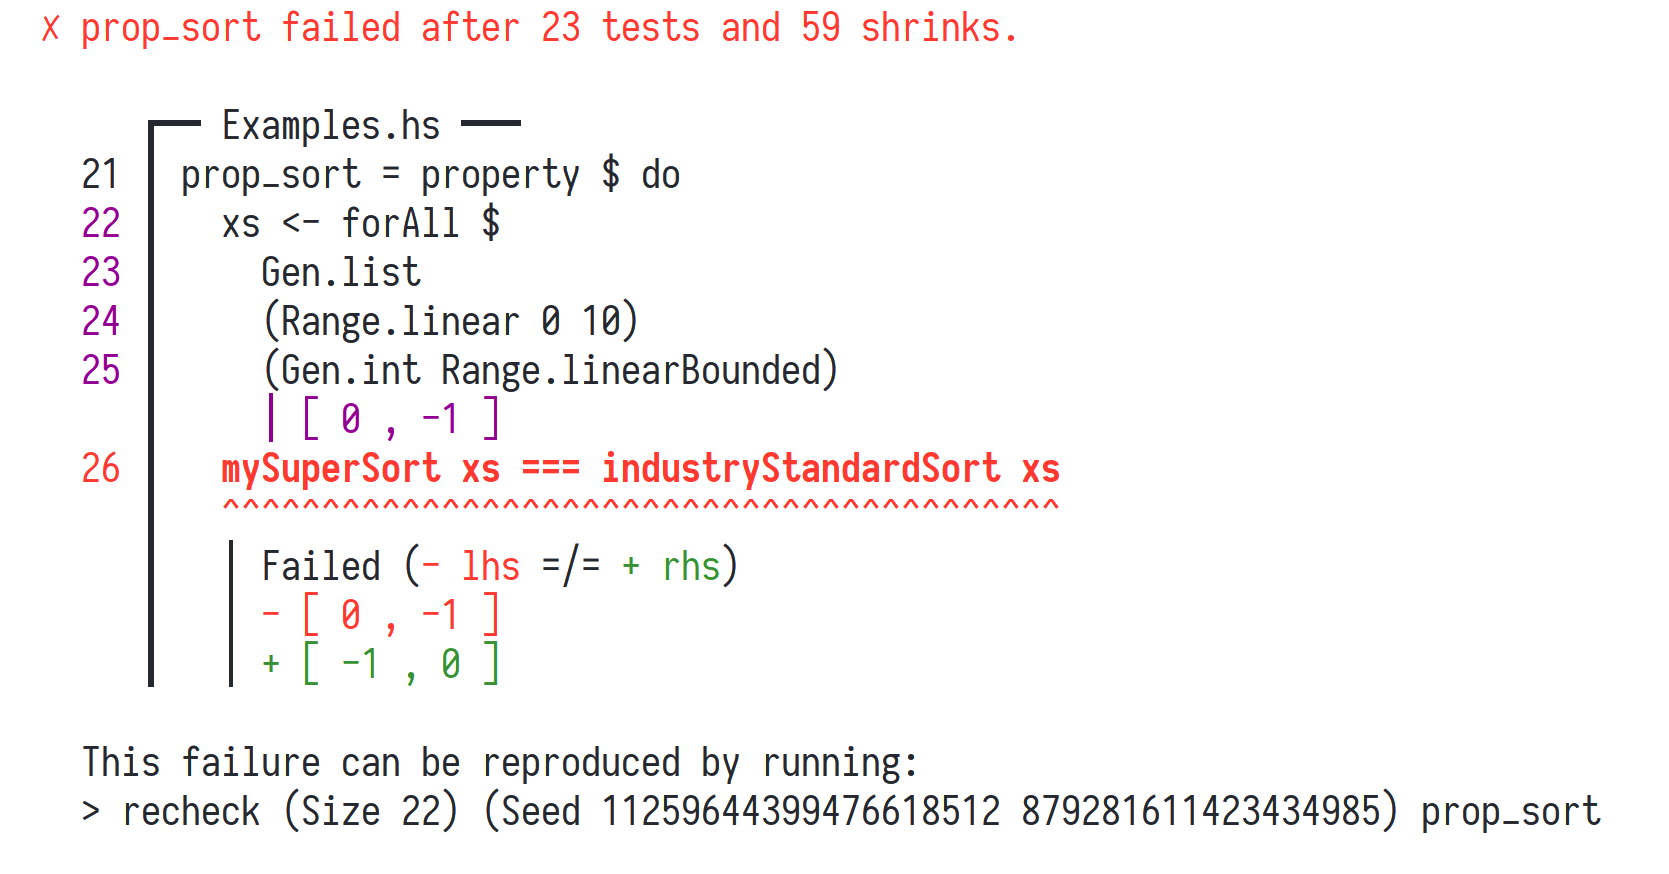 ✗ prop_sort failed after 23 tests and 59 shrinks.
┏━━ Examples.hs ━━━
21 ┃ prop_sort = property $ do
22 ┃   xs <- forAll $
23 ┃     Gen.list
24 ┃     (Range.linear 0 10)
25 ┃     (Gen.int Range.linearBounded)
┃     │ [ 0 , -1 ]
26 ┃   mySuperSort xs === industryStandardSort xs
┃   ^^^^^^^^^^^^^^^^^^^^^^^^^^^^^^^^^^^^^^^^^^
┃   │ Failed (- lhs =/= + rhs)
┃   │ - [ 0 , -1 ]
┃   │ + [ -1 , 0 ]
This failure can be reproduced by running:
> recheck (Size 22) (Seed 11259644399476618512 879281611423434985) prop_sort